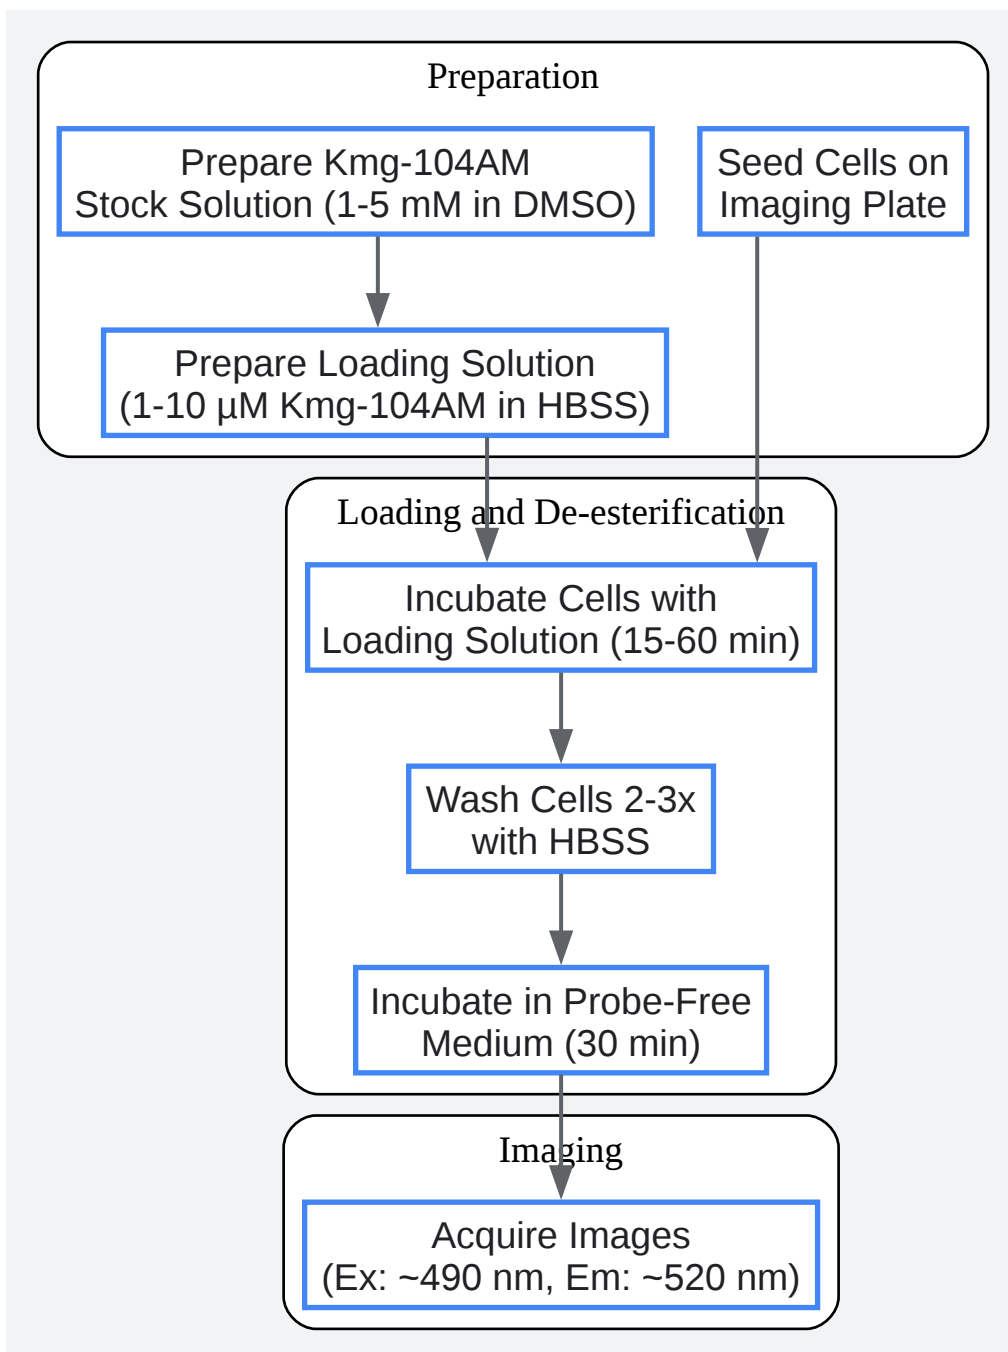 Preparation
Prepare Kmg-104AM
Stock Solution (1-5 mM in DMSO)
Seed Cells on
Imaging Plate
Prepare Loading Solution
(1-10 µM Kmg-104AM in HBSS)
Loading and De-esterification
Incubate Cells with
Loading Solution (15-60 min)
Wash Cells 2-3x
with HBSS
Incubate in Probe-Free
Medium (30 min)
Imaging
Acquire Images
(Ex: ~490 nm, Em: ~520 nm)